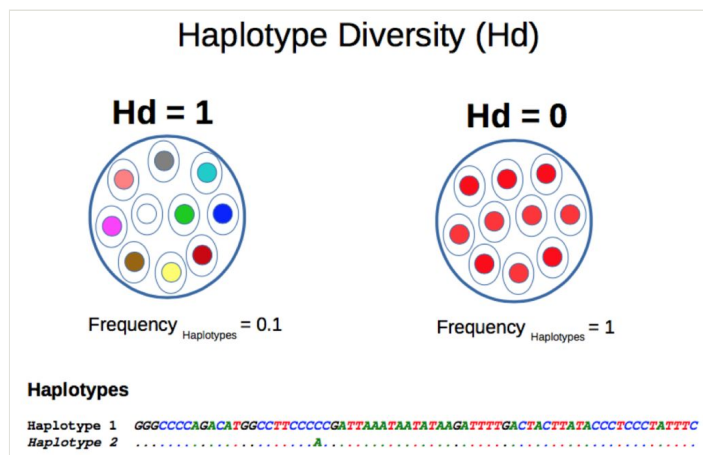 Haplotype Diversity (Hd)
Hd = 1
Hd = 0
Frequency Haplotypes = 0.1
Frequency Haplotypes = 1
Haplotypes
Haplotype 1 GGGCCCCAGACATGGCCTTCCCCCGATTAAATAATATAAGATTTTGACTACTTATACCCTCCCTATTTC
Haplotype 2 ......................A..............................................